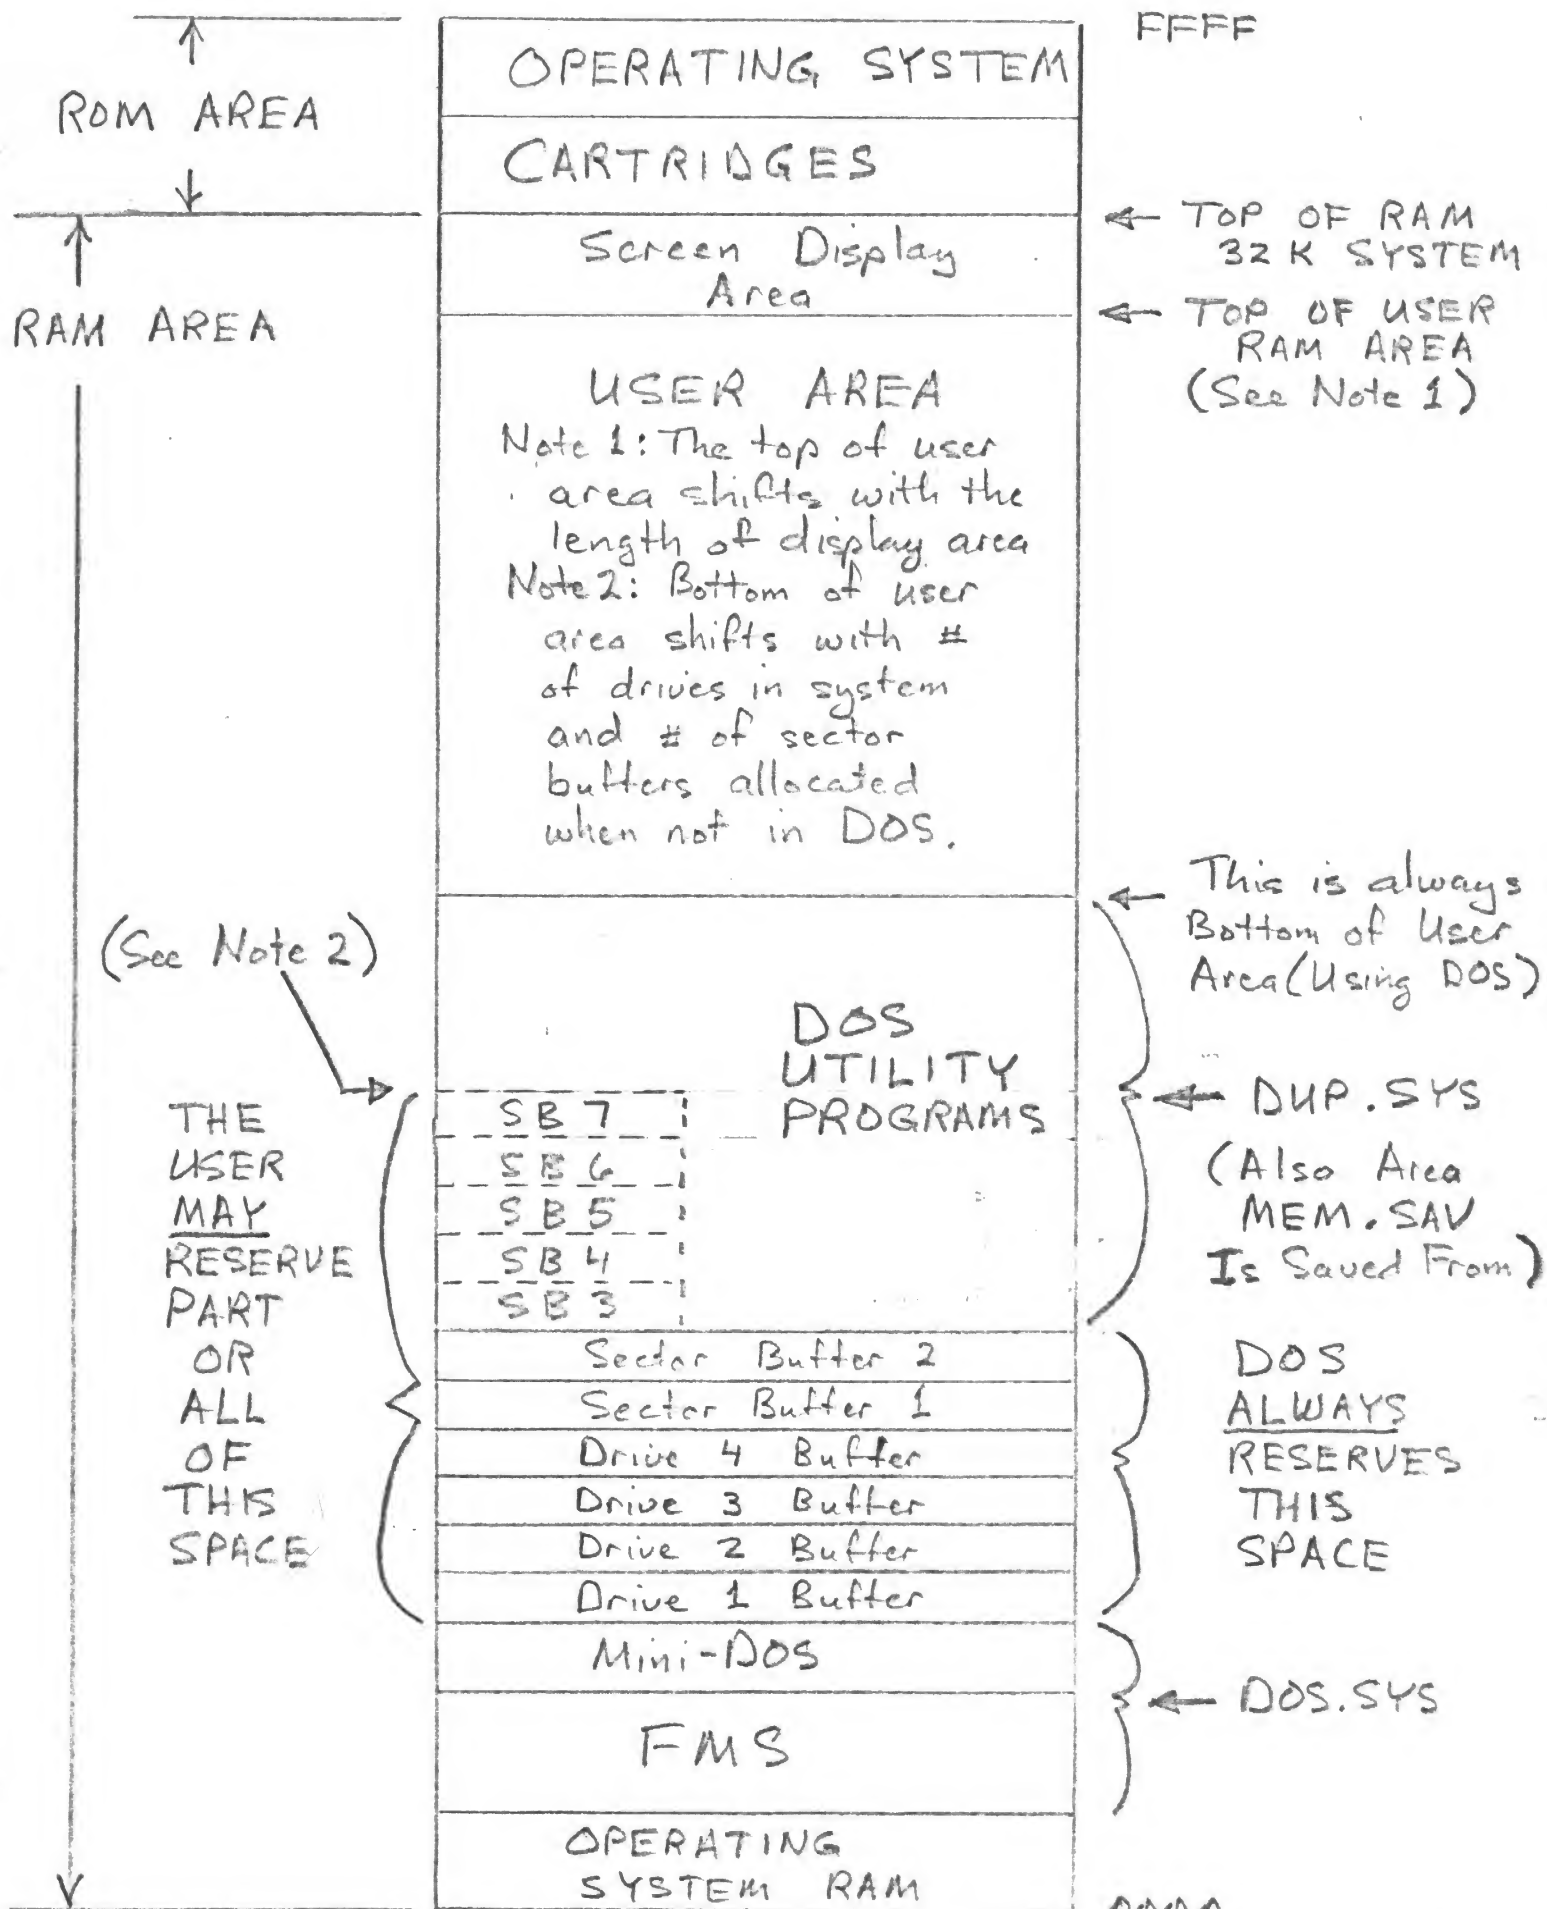 FFFF
OPERATING SYSTEM
ROM AREA
CARTRIDGES
TOP OF RAM
32K SYSTEM
Screen Display
Area
TOP OF USER
RAM AREA
(See Note 1)
RAM AREA
USER AREA
Note 1: The top of user
area shifts with the
length of display area
Note 2: Bottom of user
area shifts with #
of drives in system
and # of sector
buffers allocated
when not in DOS.
This is always
Bottom of User
Area (Using DOS)
(See Note 2)
DOS
UTILITY
PROGRAMS
DUP.SYS
(Also Area
MEM.SAV
Is Saved From)
SB 7
SB 6
SB 5
SB 4
SB 3
THE
USER
MAY
RESERVE
PART
OR
ALL
OF
THIS
SPACE
Sector Buffer 2
Sector Buffer 1
Drive 4 Buffer
Drive 3 Buffer
Drive 2 Buffer
Drive 1 Buffer
DOS
ALWAYS
RESERVES
THIS
SPACE
Mini-DOS
FMS
DOS.SYS
OPERATING
SYSTEM RAM